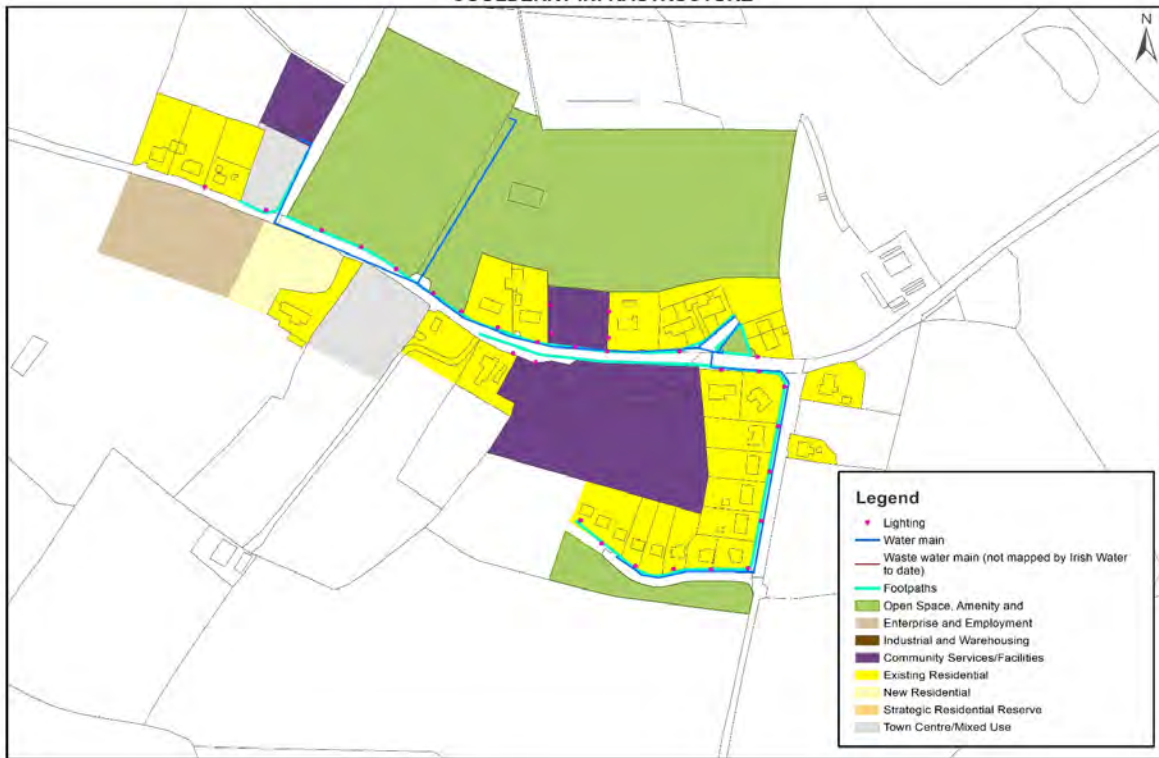 COOLDERRY INFRASTRUCTURE
N
Legend
Lighting
Water main
Waste water main (not mapped by Irish Water
to date)
Footpaths
Open Space, Amenity and
Enterprise and Employment
Industrial and Warehousing
Community Services/Facilities
Existing Residential
New Residential
Strategic Residential Reserve
Town Centre/Mixed Use